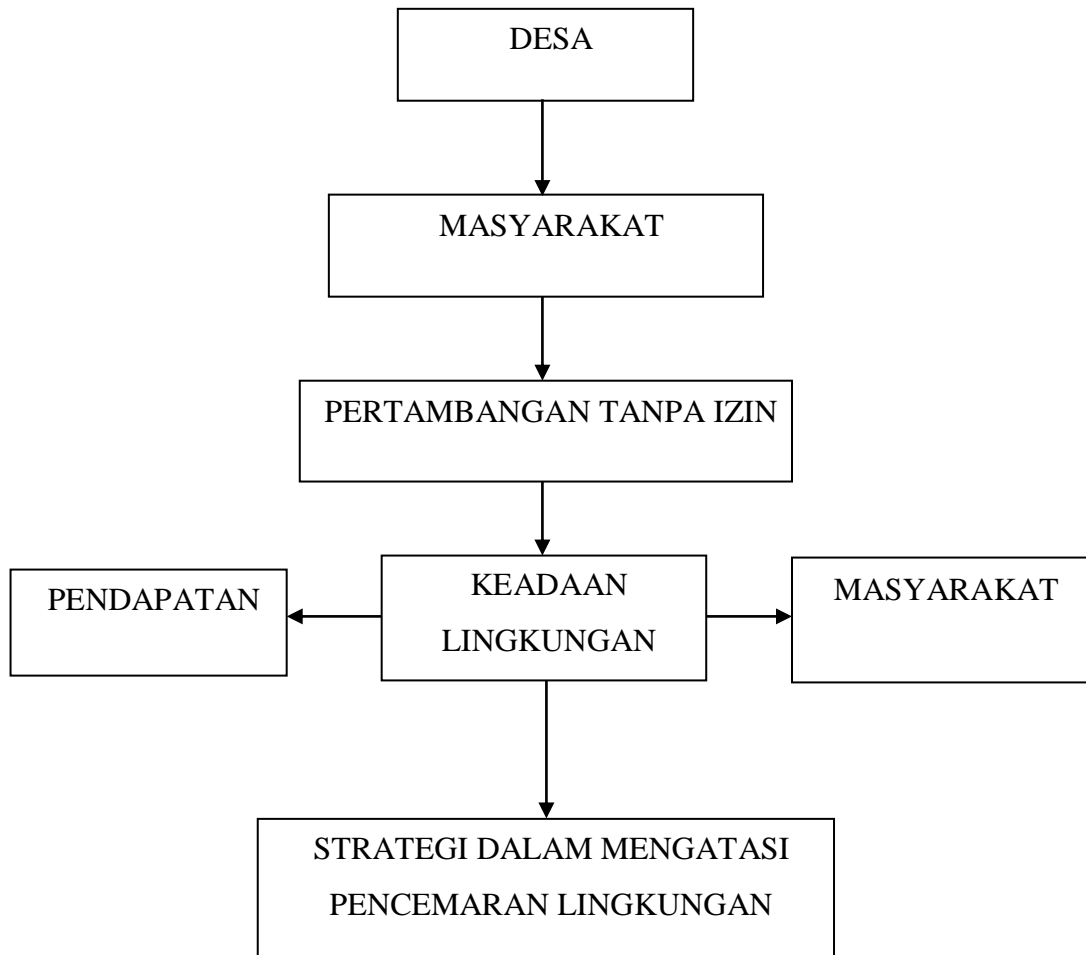 DESA
MASYARAKAT
PERTAMBANGAN TANPA IZIN
PENDAPATAN
KEADAAN
LINGKUNGAN
MASYARAKAT
STRATEGI DALAM MENGATASI
PENCEMARAN LINGKUNGAN